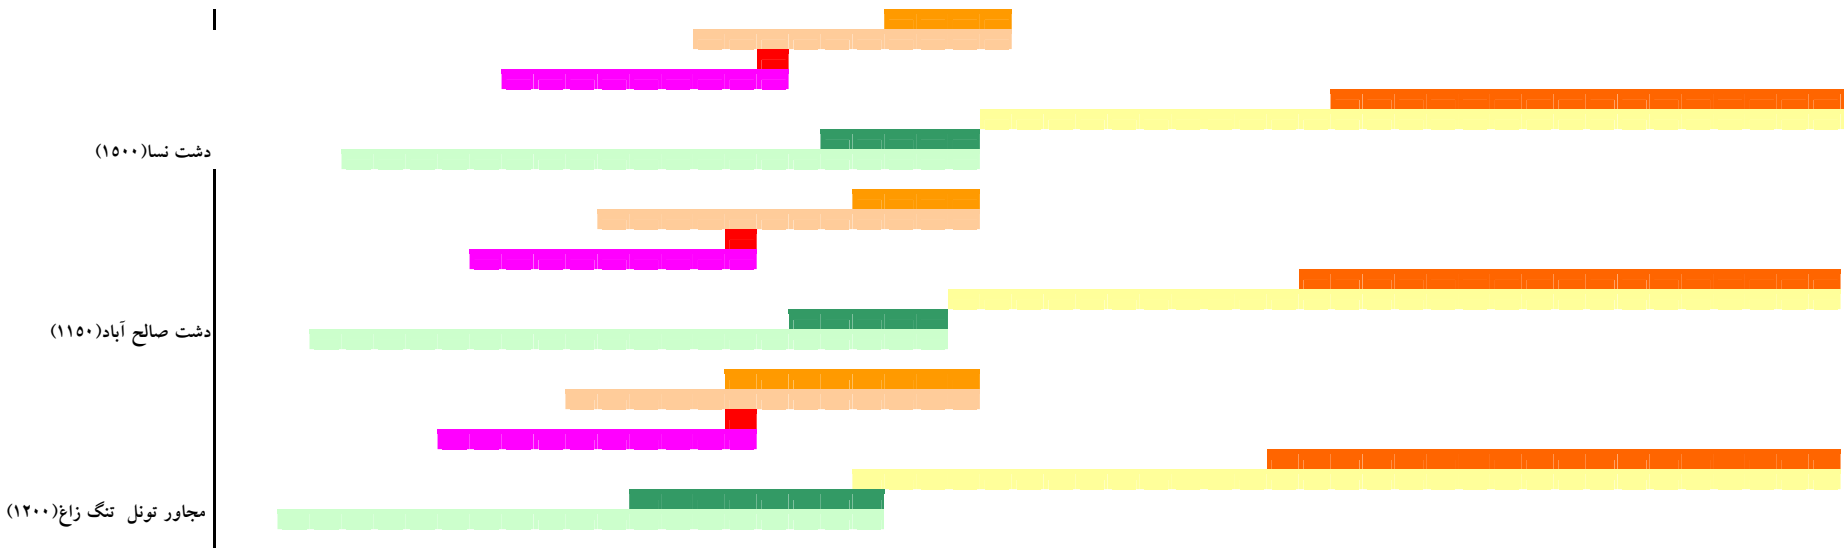 دشت نسا(۱۵۰۰)
دشت صالح آباد(۱۱۵۰)
مجاور تونل تنگ زاغ(۱۲۰۰)